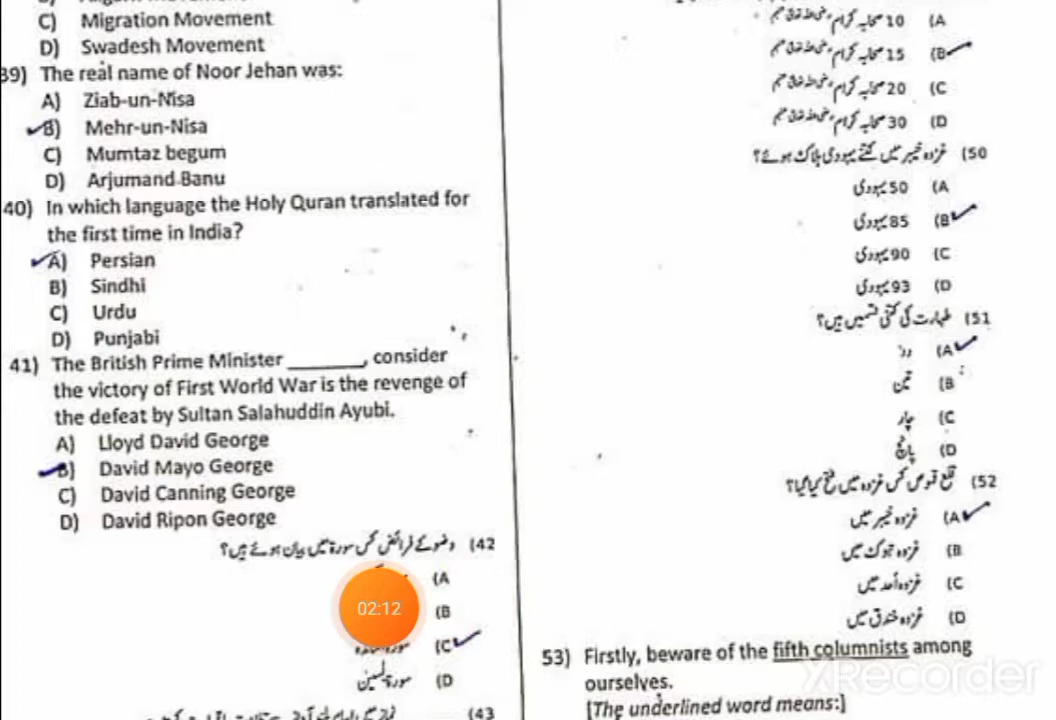 C) Migration Movement
D) Swadesh Movement
39) The real name of Noor Jehan was:
A) Ziab-un-Nisa
B) Mehr-un-Nisa
C) Mumtaz begum
D) Arjumand Banu
40) In which language the Holy Quran translated for
the first time in India?
A) Persian
B) Sindhi
C) Urdu
D) Punjabi
41) The British Prime Minister _______, consider
the victory of First World War is the revenge of
the defeat by Sultan Salahuddin Ayubi.
A) Lloyd David George
B) David Mayo George
C) David Canning George
D) David Ripon George
42) وضو کے فرائض کس سورۃ میں بیان ہوئے ہیں؟
A)
B)
C)
D) سورۃ یٰسین
43)
02:12
A) 10 صحابہ کرام
B) 15 صحابہ کرام
C) 20 صحابہ کرام
D) 30 صحابہ کرام
50) غزوہ خیبر میں کتنے یہودی ہلاک ہوئے؟
A) 50 یہودی
B) 85 یہودی
C) 90 یہودی
D) 93 یہودی
51) طہارت کی کتنی قسمیں ہیں؟
A) دو
B) تین
C) چار
D) پانچ
52) قلع قموص کس غزوہ میں فتح کیا گیا؟
A) غزوہ خیبر میں
B) غزوہ تبوک میں
C) غزوہ أحد میں
D) غزوہ خندق میں
53) Firstly, beware of the fifth columnists among
ourselves.
[The underlined word means:]
XRecorder